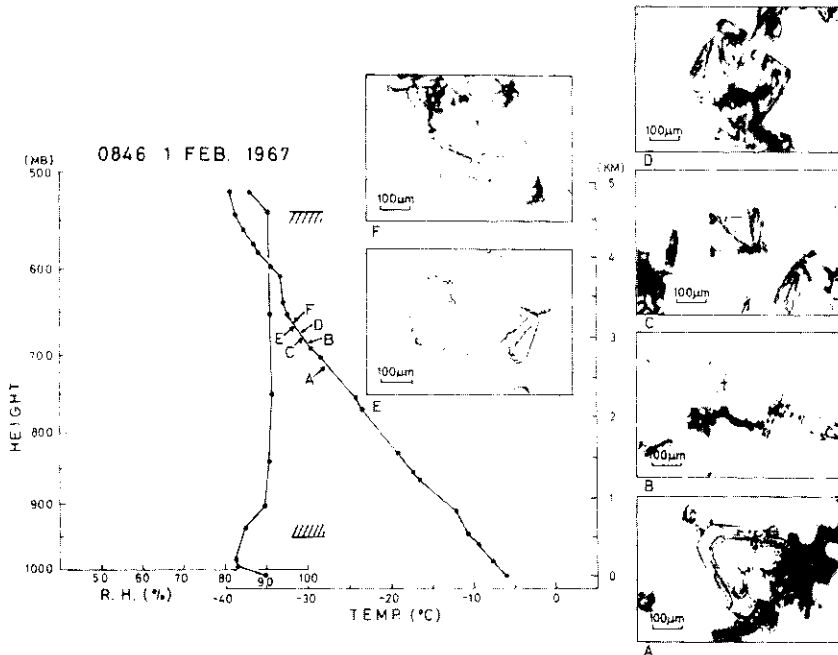 0846 1 FEB. 1967
(MB)
500
600
700
800
900
1000
HEIGHT
50 60 70 80 90 100
R.H. (%)
-40 -30 -20 -10 0
TEMP. (°C)
(KM)
5
4
3
2
1
0
F
E
D
C
B
A
100μm
F
100μm
E
100μm
D
100μm
C
100μm
B
100μm
A